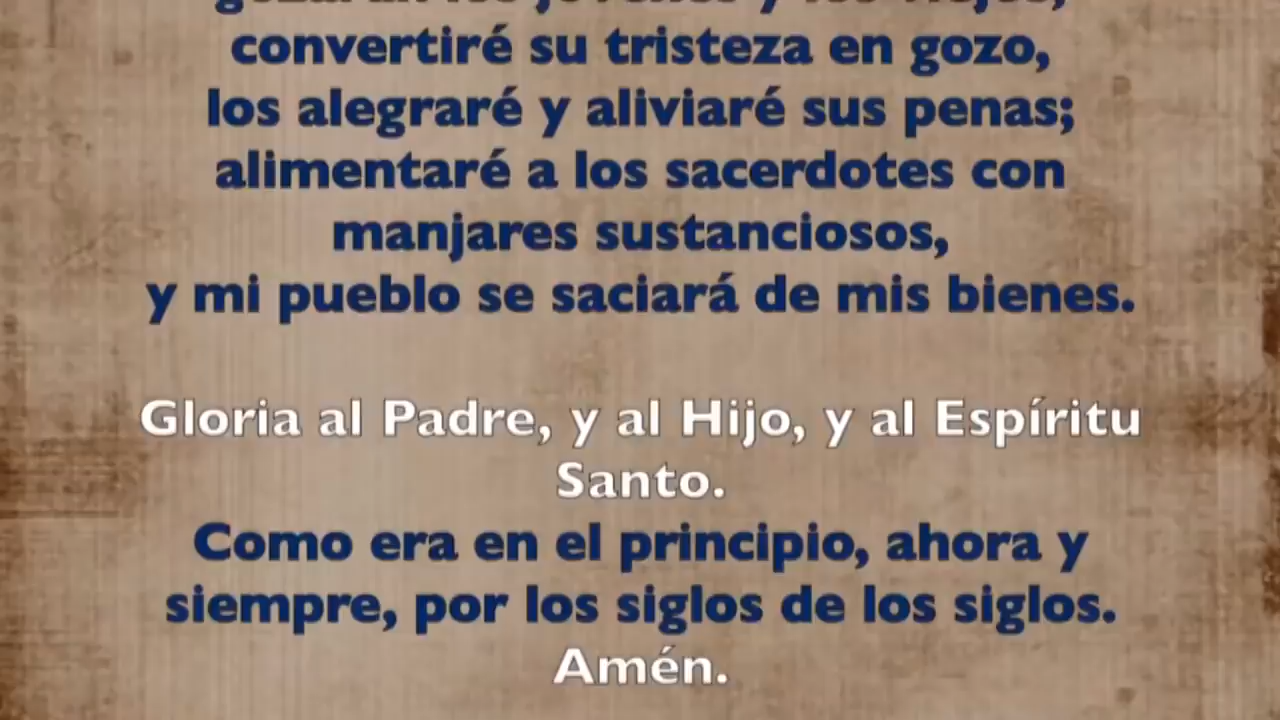 convertiré su tristeza en gozo,
los alegraré y aliviaré sus penas;
alimentaré a los sacerdotes con
manjares sustanciosos,
y mi pueblo se saciará de mis bienes.
Gloria al Padre, y al Hijo, y al Espíritu
Santo.
Como era en el principio, ahora y
siempre, por los siglos de los siglos.
Amén.